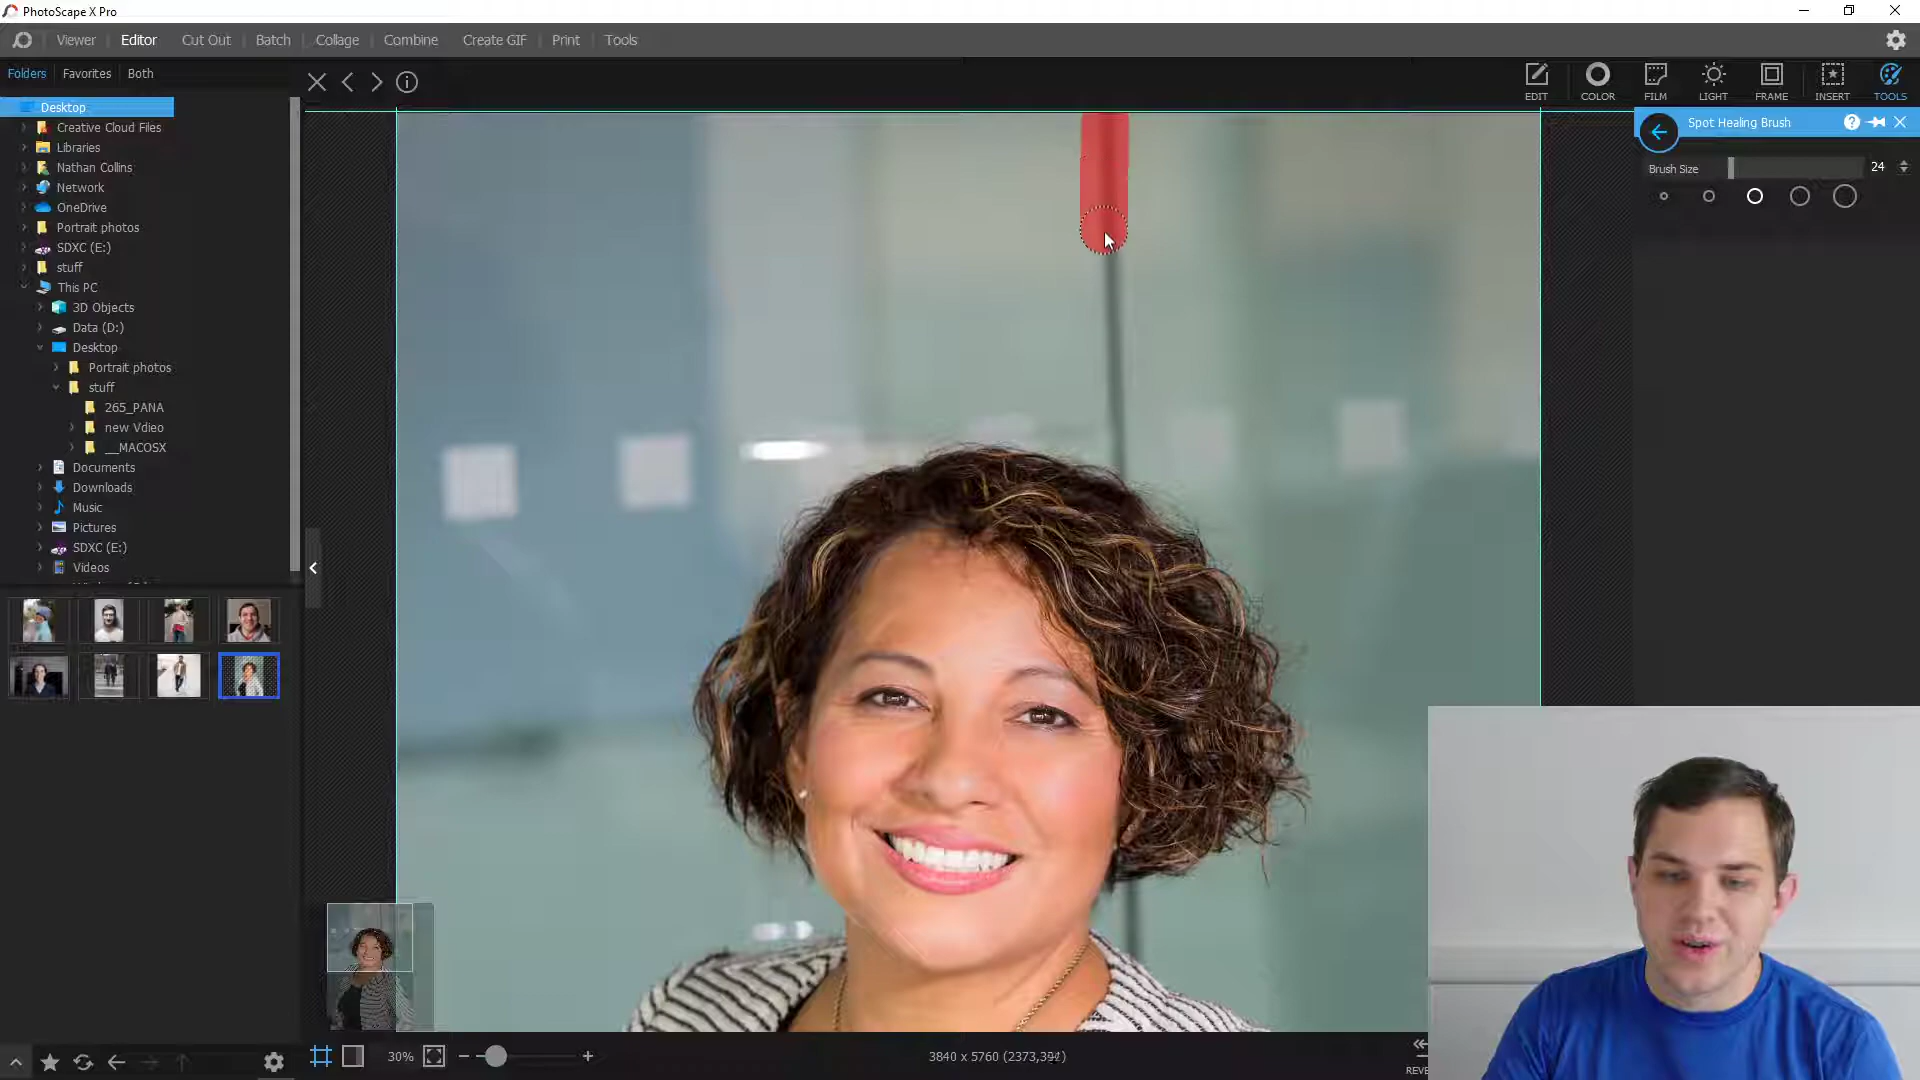 PhotoScape X Pro
Viewer Editor Cut Out Batch Collage Combine Create GIF Print Tools
Folders Favorites Both
EDIT COLOR FILM LIGHT FRAME INSERT TOOLS
Desktop
Creative Cloud Files
Libraries
Nathan Collins
Network
OneDrive
Portrait photos
SDXC (E:)
stuff
This PC
3D Objects
Data (D:)
Desktop
Portrait photos
stuff
265_PANA
new Vdieo
__MACOSX
Documents
Downloads
Music
Pictures
SDXC (E:)
Videos
Spot Healing Brush
Brush Size 24
30%
3840 x 5760